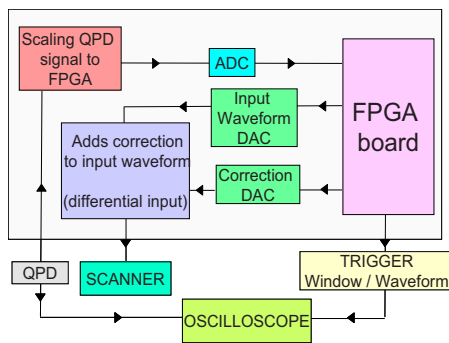 Scaling QPD
signal to
FPGA
ADC
Input
Waveform
DAC
FPGA
board
Adds correction
to input waveform
(differential input)
Correction
DAC
QPD
SCANNER
TRIGGER
Window / Waveform
OSCILLOSCOPE